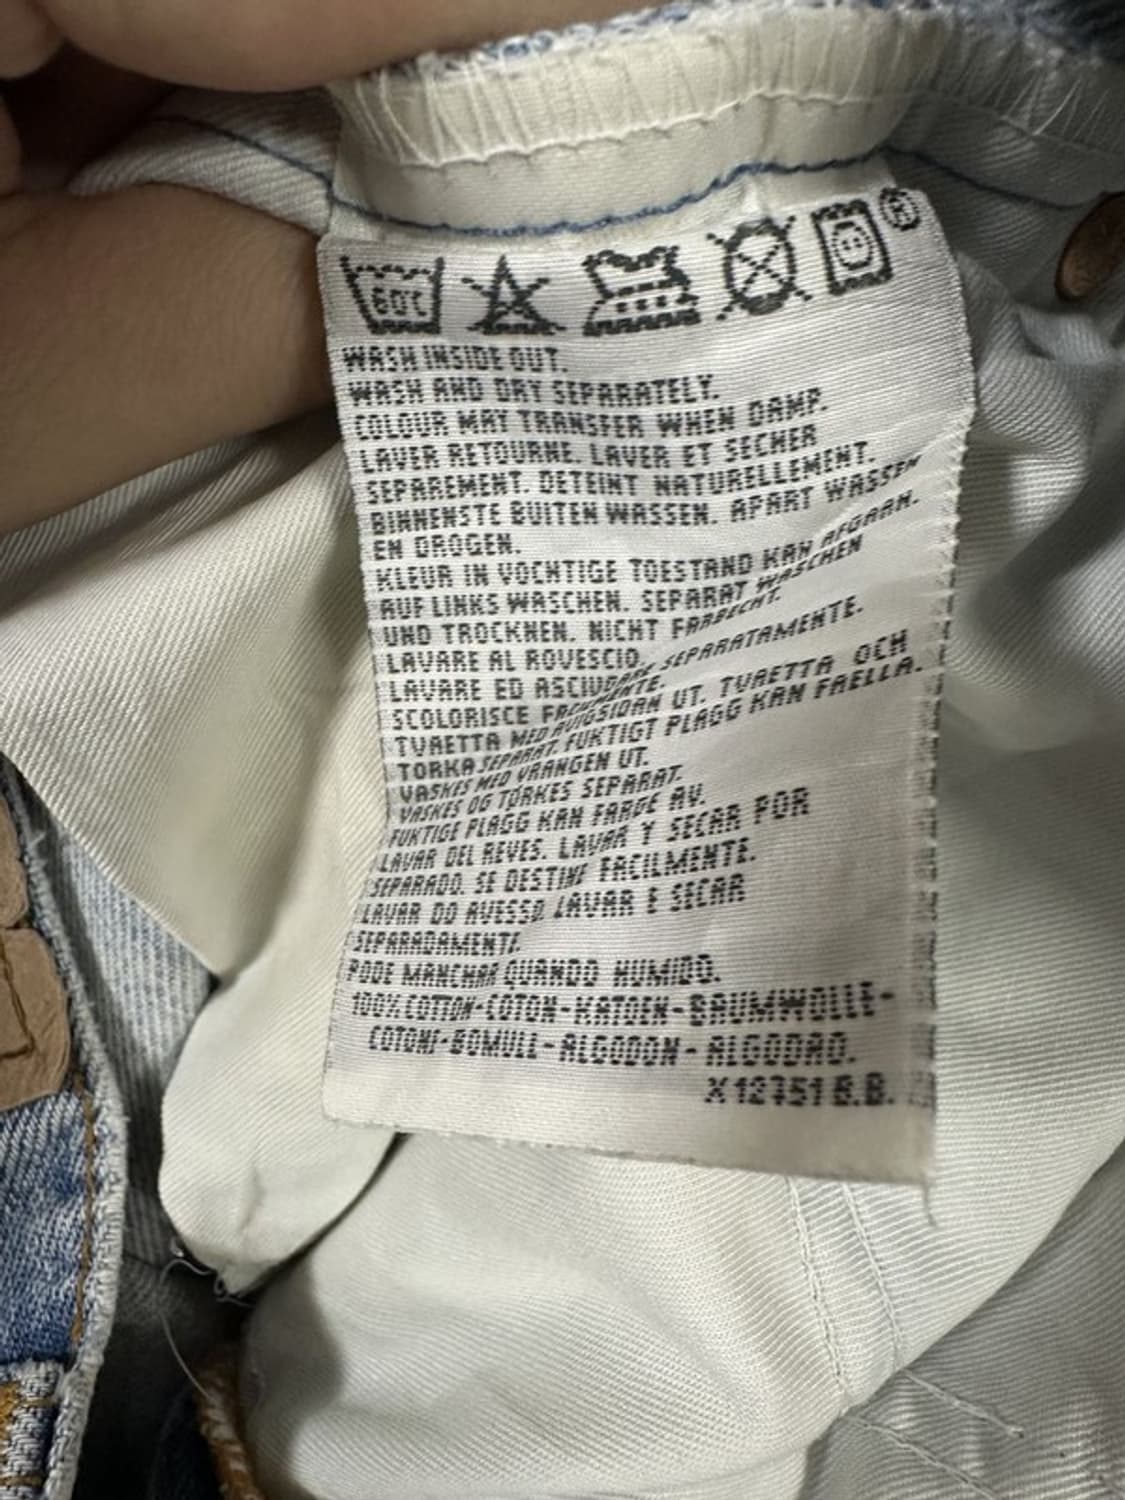 60°C
WASH INSIDE OUT.
WASH AND DRY SEPARATELY.
COLOUR MAY TRANSFER WHEN DAMP.
LAVER RETOURNE. LAVER ET SECHER
SEPAREMENT. DETEINT NATURELLEMENT.
BINNENSTE BUITEN WASSEN. APART WASSEN
EN DROGEN.
KLEUR IN VOCHTIGE TOESTAND KAN AFGAAN.
AUF LINKS WASCHEN. SEPARAT WASCHEN
UND TROCKNEN. NICHT FARBECHT.
LAVARE AL ROVESCIO.
LAVARE ED ASCIUGARE SEPARATAMENTE.
SCOLORISCE FACILMENTE.
TVAETTA MED AVIGSIDAN UT. TVAETTA OCH
TORKA SEPARAT. FUKTIGT PLAGG KAN FAELLA.
VASKES MED VRANGEN UT.
VASKES OG TØRKES SEPARAT.
FUKTIGE PLAGG KAN FARGE AV.
LAVAR DEL REVES. LAVAR Y SECAR POR
SEPARADO. SE DESTIÑE FACILMENTE.
LAVAR DO AVESSO. LAVAR E SECAR
SEPARADAMENTE.
PODE MANCHAR QUANDO HUMIDO.
100% COTTON-COTON-KATOEN-BAUMWOLLE-
COTONE-BOMULL-ALGODON-ALGODAO.
X12751 B.B.